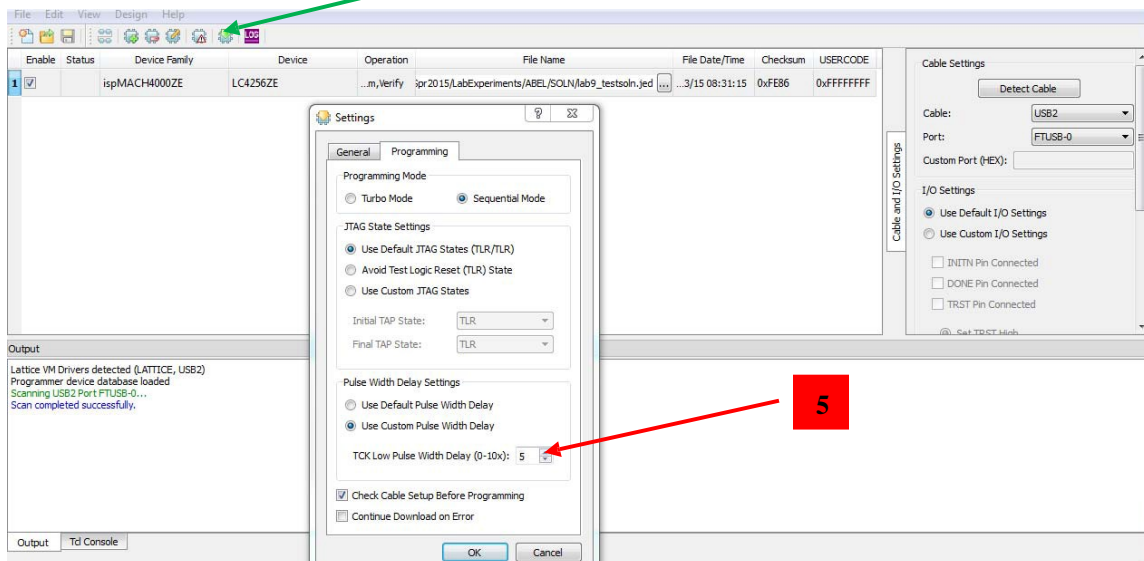 File Edit View Design Help
LOG
Enable Status Device Family Device Operation File Name File Date/Time Checksum USERCODE
1 ispMACH4000ZE LC4256ZE ...m,Verify pr2015/LabExperiments/ABEL/SOLN/lab9_testsoln.jed ... ...3/15 08:31:15 0xFE86 0xFFFFFFFF
Settings
General Programming
Programming Mode
Turbo Mode Sequential Mode
JTAG State Settings
Use Default JTAG States (TLR/TLR)
Avoid Test Logic Reset (TLR) State
Use Custom JTAG States
Initial TAP State: TLR
Final TAP State: TLR
Pulse Width Delay Settings
Use Default Pulse Width Delay
Use Custom Pulse Width Delay
TCK Low Pulse Width Delay (0-10x): 5
Check Cable Setup Before Programming
Continue Download on Error
OK Cancel
5
Cable and I/O Settings
Cable Settings
Detect Cable
Cable: USB2
Port: FTUSB-0
Custom Port (HEX):
I/O Settings
Use Default I/O Settings
Use Custom I/O Settings
INITN Pin Connected
DONE Pin Connected
TRST Pin Connected
Set TRST High
Output
Lattice VM Drivers detected (LATTICE, USB2)
Programmer device database loaded
Scanning USB2 Port FTUSB-0...
Scan completed successfully.
Output Tcl Console